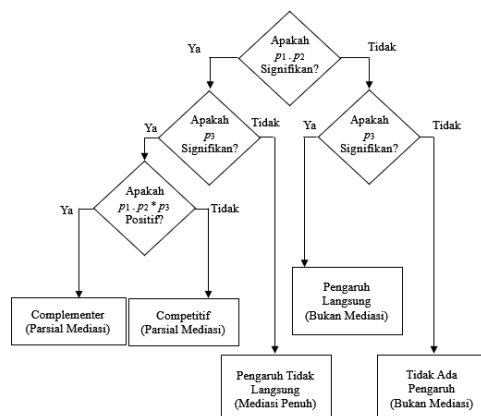 Apakah
p1 . p2
Signifikan?
Ya
Tidak
Apakah
p3
Signifikan?
Ya
Tidak
Apakah
p3
Signifikan?
Ya
Tidak
Apakah
p1 . p2 * p3
Positif?
Ya
Tidak
Complementer
(Parsial Mediasi)
Competitif
(Parsial Mediasi)
Pengaruh
Langsung
(Bukan Mediasi)
Pengaruh Tidak
Langsung
(Mediasi Penuh)
Tidak Ada
Pengaruh
(Bukan Mediasi)